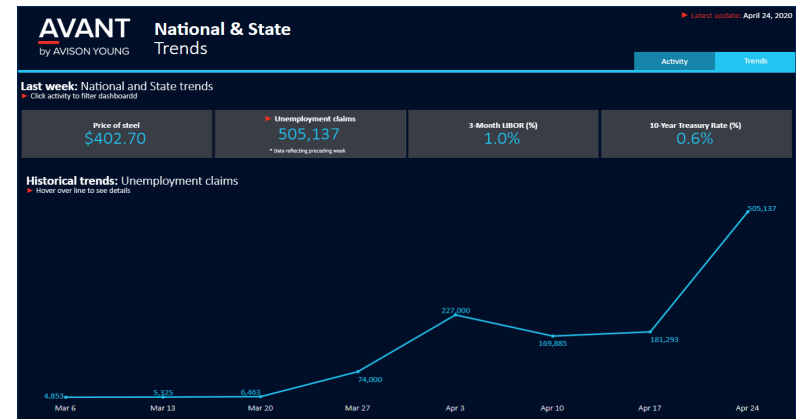 Latest update: April 24, 2020
AVANT
by AVISON YOUNG
National & State
Trends
Activity
Trends
Last week: National and State trends
Click activity to filter dashboardd
Price of steel
$402.70
Unemployment claims
505,137
* Data reflecting preceding week
3-Month LIBOR (%)
1.0%
10-Year Treasury Rate (%)
0.6%
Historical trends: Unemployment claims
Hover over line to see details
505,137
227,000
169,885
181,293
74,000
4,853
5,325
6,463
Mar 6
Mar 13
Mar 20
Mar 27
Apr 3
Apr 10
Apr 17
Apr 24